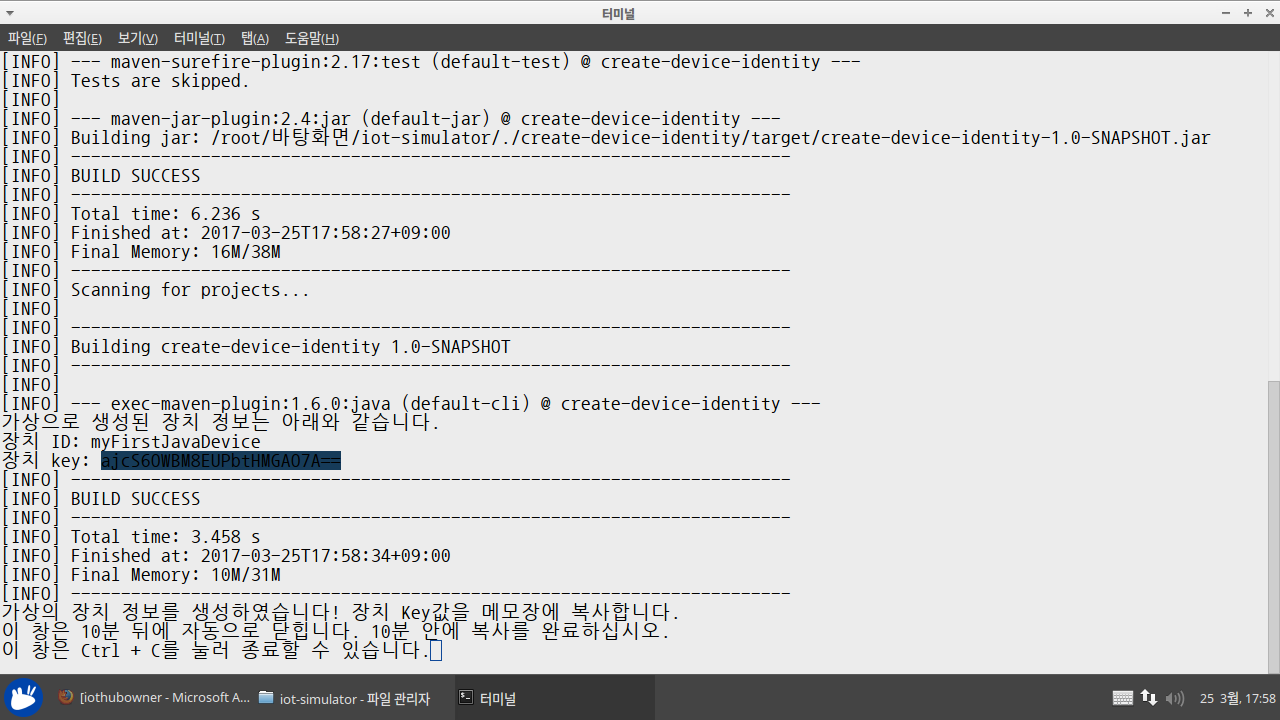 터미널
파일(F) 편집(E) 보기(V) 터미널(T) 탭(A) 도움말(H)
[INFO] --- maven-surefire-plugin:2.17:test (default-test) @ create-device-identity ---
[INFO] Tests are skipped.
[INFO]
[INFO] --- maven-jar-plugin:2.4:jar (default-jar) @ create-device-identity ---
[INFO] Building jar: /root/바탕화면/iot-simulator/./create-device-identity/target/create-device-identity-1.0-SNAPSHOT.jar
[INFO] ------------------------------------------------------------------------
[INFO] BUILD SUCCESS
[INFO] ------------------------------------------------------------------------
[INFO] Total time: 6.236 s
[INFO] Finished at: 2017-03-25T17:58:27+09:00
[INFO] Final Memory: 16M/38M
[INFO] ------------------------------------------------------------------------
[INFO] Scanning for projects...
[INFO]
[INFO] ------------------------------------------------------------------------
[INFO] Building create-device-identity 1.0-SNAPSHOT
[INFO] ------------------------------------------------------------------------
[INFO]
[INFO] --- exec-maven-plugin:1.6.0:java (default-cli) @ create-device-identity ---
가상으로 생성된 장치 정보는 아래와 같습니다.
장치 ID: myFirstJavaDevice
장치 key: ajcS6OWBM8EUPbtHMGAO7A==
[INFO] ------------------------------------------------------------------------
[INFO] BUILD SUCCESS
[INFO] ------------------------------------------------------------------------
[INFO] Total time: 3.458 s
[INFO] Finished at: 2017-03-25T17:58:34+09:00
[INFO] Final Memory: 10M/31M
[INFO] ------------------------------------------------------------------------
가상의 장치 정보를 생성하였습니다! 장치 Key값을 메모장에 복사합니다.
이 창은 10분 뒤에 자동으로 닫힙니다. 10분 안에 복사를 완료하십시오.
이 창은 Ctrl + C를 눌러 종료할 수 있습니다.
[iothubowner - Microsoft A... iot-simulator - 파일 관리자 터미널 25 3월, 17:58